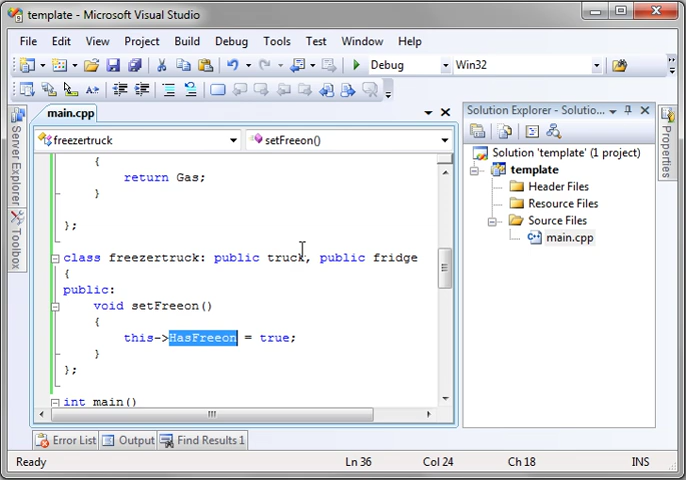 template - Microsoft Visual Studio
File Edit View Project Build Debug Tools Test Window Help
Debug Win32
main.cpp
freezertruck setFreeon()
{
return Gas;
}
};
class freezertruck: public truck, public fridge
{
public:
void setFreeon()
{
this->HasFreeon = true;
}
};
int main()
Server Explorer
Toolbox
Solution Explorer - Solutio...
Solution 'template' (1 project)
template
Header Files
Resource Files
Source Files
main.cpp
Properties
Error List Output Find Results 1
Ready Ln 36 Col 24 Ch 18 INS